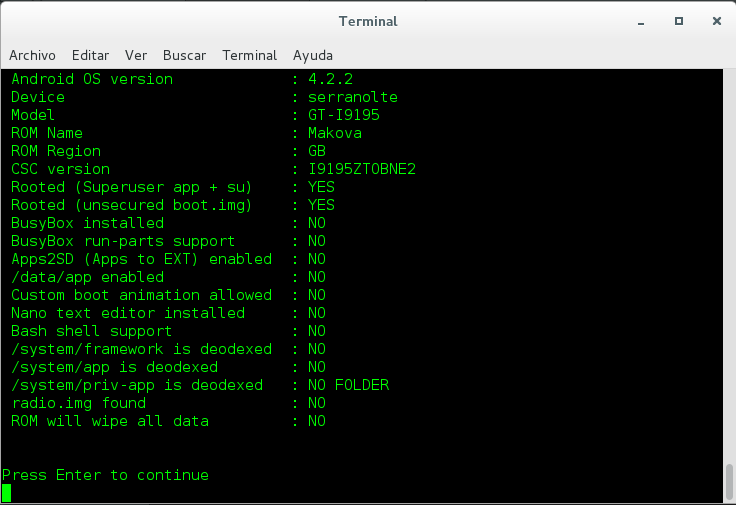 Terminal
Archivo Editar Ver Buscar Terminal Ayuda
Android OS version : 4.2.2
Device : serranolte
Model : GT-I9195
ROM Name : Makova
ROM Region : GB
CSC version : I9195ZTOBNE2
Rooted (Superuser app + su) : YES
Rooted (unsecured boot.img) : YES
BusyBox installed : NO
BusyBox run-parts support : NO
Apps2SD (Apps to EXT) enabled : NO
/data/app enabled : NO
Custom boot animation allowed : NO
Nano text editor installed : NO
Bash shell support : NO
/system/framework is deodexed : NO
/system/app is deodexed : NO
/system/priv-app is deodexed : NO FOLDER
radio.img found : NO
ROM will wipe all data : NO
Press Enter to continue